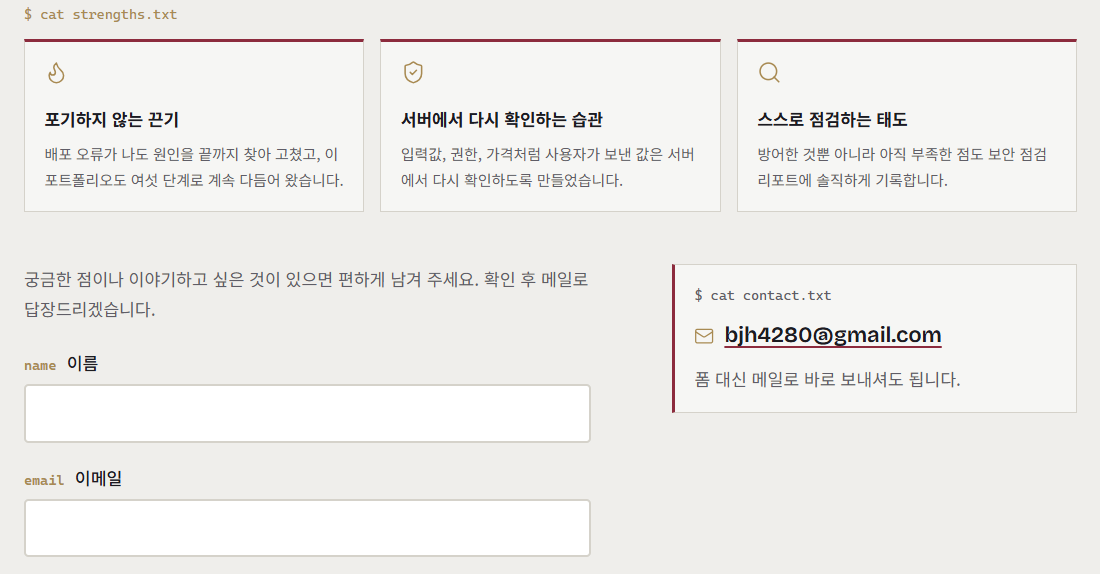 $ cat strengths.txt
포기하지 않는 끈기
배포 오류가 나도 원인을 끝까지 찾아 고쳤고, 이
포트폴리오도 여섯 단계로 계속 다듬어 왔습니다.
서버에서 다시 확인하는 습관
입력값, 권한, 가격처럼 사용자가 보낸 값은 서버
에서 다시 확인하도록 만들었습니다.
스스로 점검하는 태도
방어한 것뿐 아니라 아직 부족한 점도 보안 점검
리포트에 솔직하게 기록합니다.
궁금한 점이나 이야기하고 싶은 것이 있으면 편하게 남겨 주세요. 확인 후 메일로
답장드리겠습니다.
name 이름
email 이메일
$ cat contact.txt
bjh4280@gmail.com
폼 대신 메일로 바로 보내셔도 됩니다.